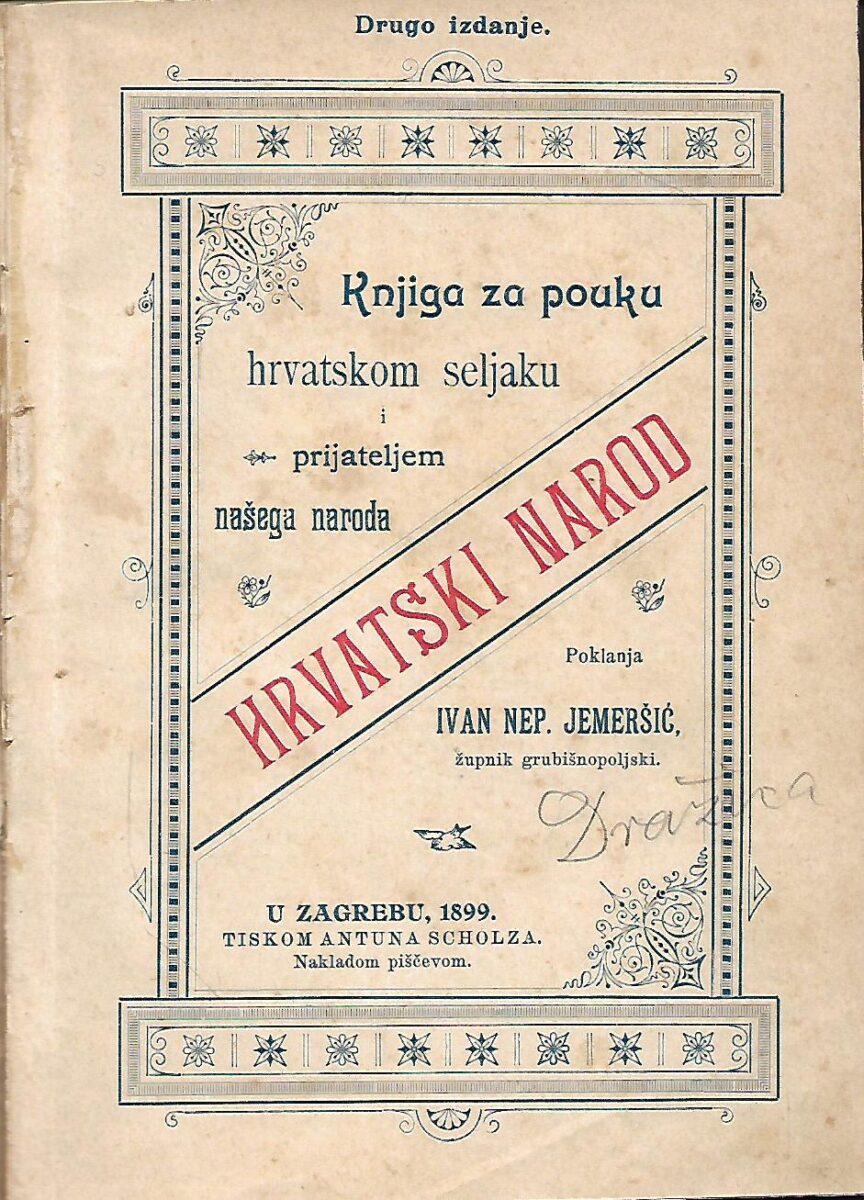 Drugo izdanje.
Knjiga za pouku
hrvatskom seljaku
i
prijateljem
našega naroda
HRVATSKI NAROD
Poklanja
IVAN NEP. JEMERŠIĆ,
župnik grubišnopoljski.
U ZAGREBU, 1899.
TISKOM ANTUNA SCHOLZA.
Nakladom piščevom.